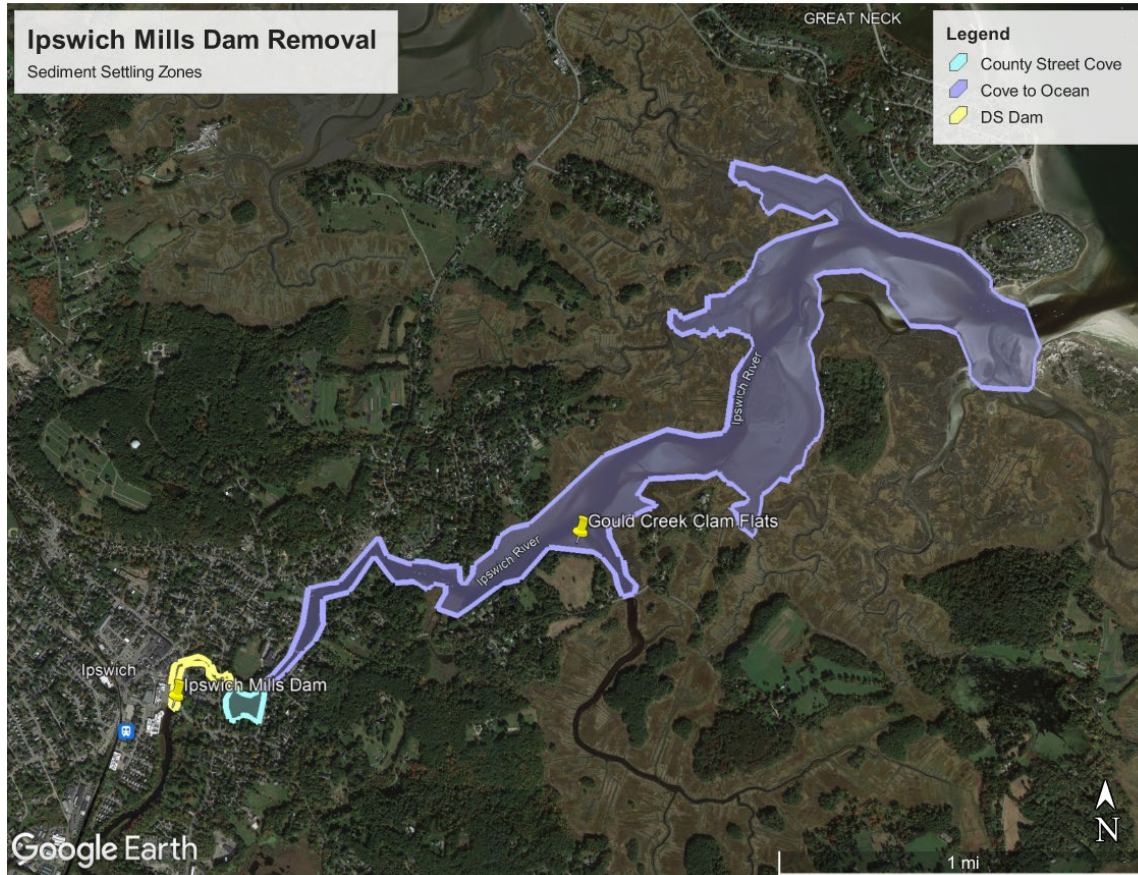 Ipswich Mills Dam Removal
Sediment Settling Zones
GREAT NECK
Legend
County Street Cove
Cove to Ocean
DS Dam
Ipswich River
Gould Creek Clam Flats
Ipswich River
Ipswich
Ipswich Mills Dam
Google Earth
N
1 mi